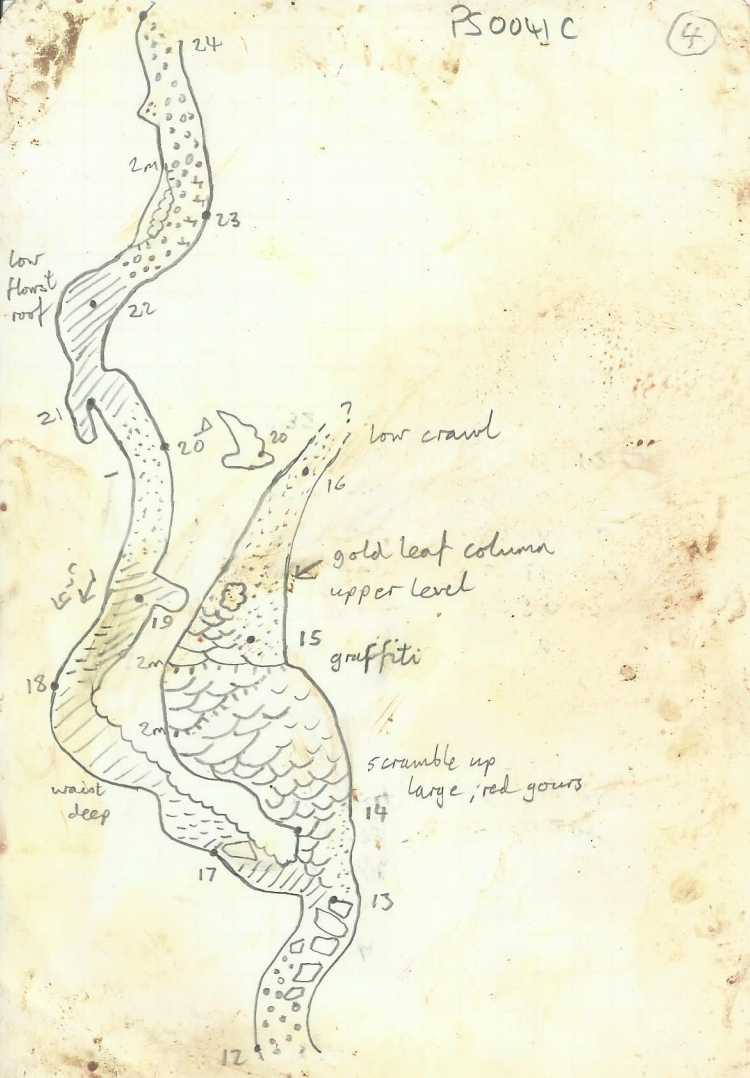 PS0041C
4
24
2m
23
low
flowst
roof
22
21
20
20
?
low crawl
16
gold leaf column
upper level
19
15
2m
graffiti
18
2m
scramble up
large, red gours
waist
deep
14
17
13
12